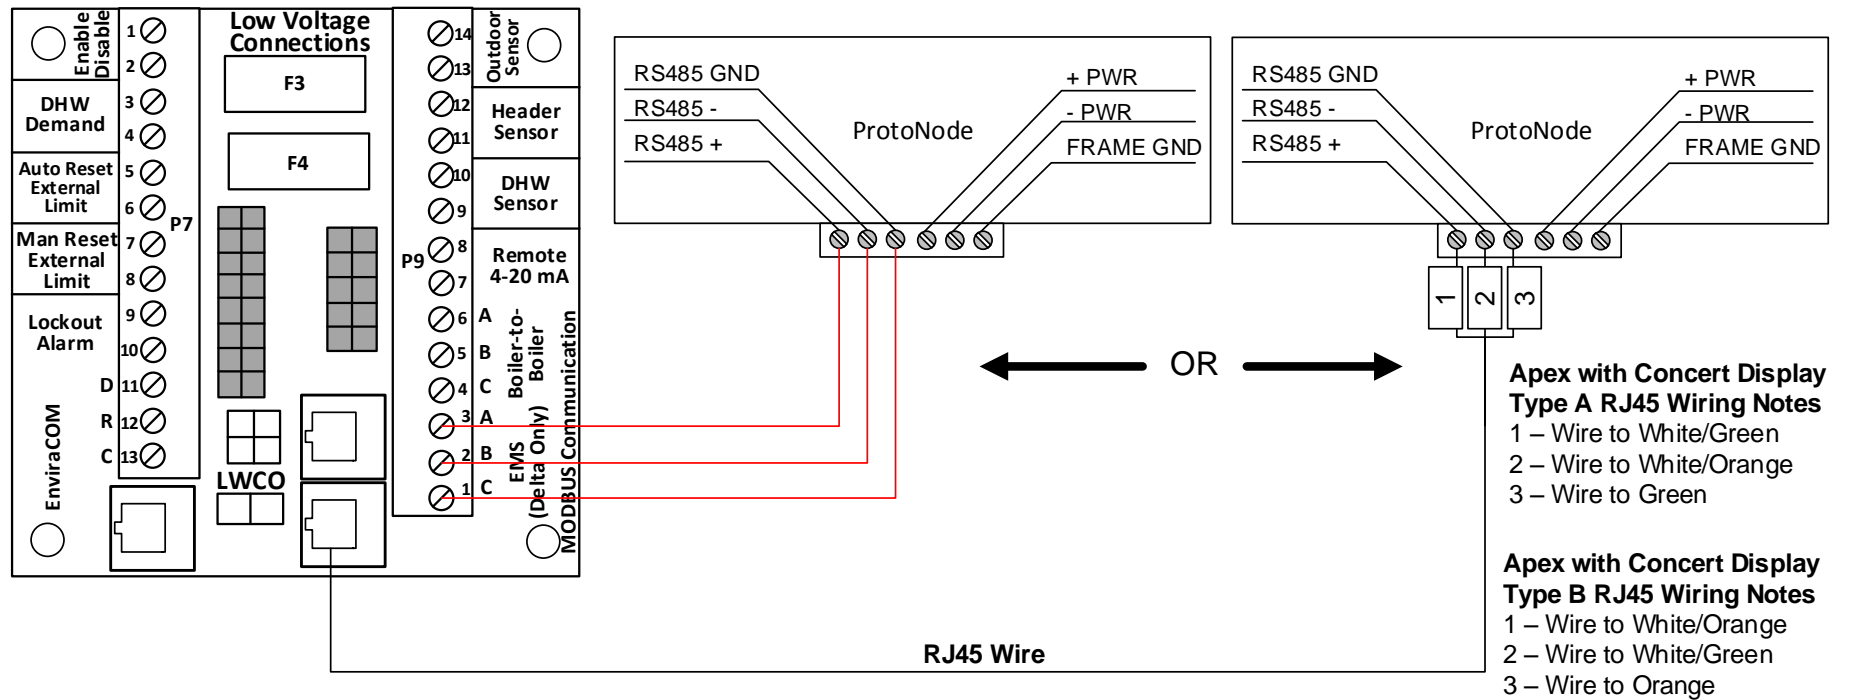 Low Voltage
Connections
Enable
Disable
1
2
DHW
Demand
3
4
Auto Reset
External
Limit
5
6
Man Reset
External
Limit
7
8
Lockout
Alarm
9
10
D 11
R 12
C 13
EnviraCOM
P7
F3
F4
LWCO
P9
14
13
Outdoor
Sensor
12
11
Header
Sensor
10
9
DHW
Sensor
8
7
Remote
4-20 mA
6 A
5 B
4 C
Boiler-to-
Boiler
3 A
2 B
1 C
EMS
(Delta Only)
MODBUS Communication
RS485 GND
RS485 -
RS485 +
ProtoNode
+ PWR
- PWR
FRAME GND
RS485 GND
RS485 -
RS485 +
ProtoNode
+ PWR
- PWR
FRAME GND
1
2
3
OR
Apex with Concert Display
Type A RJ45 Wiring Notes
1 – Wire to White/Green
2 – Wire to White/Orange
3 – Wire to Green
Apex with Concert Display
Type B RJ45 Wiring Notes
1 – Wire to White/Orange
2 – Wire to White/Green
3 – Wire to Orange
RJ45 Wire